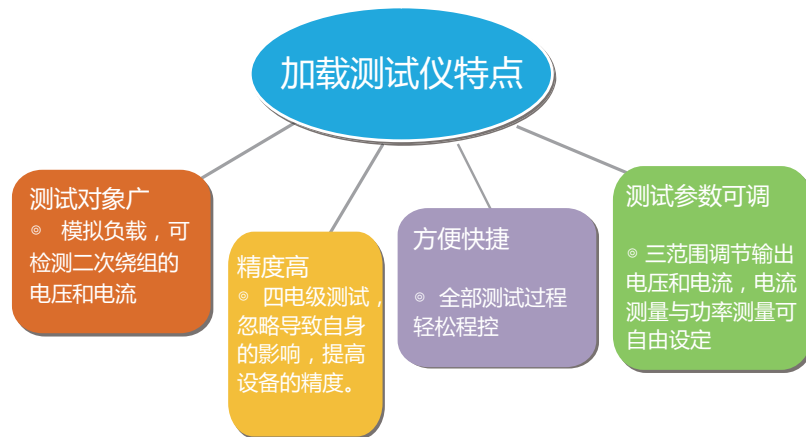 加载测试仪特点
测试对象广
◎ 模拟负载，可
检测二次绕组的
电压和电流
精度高
◎ 四电级测试，
忽略导致自身
的影响，提高
设备的精度。
方便快捷
◎ 全部测试过程
轻松程控
测试参数可调
◎ 三范围调节输出
电压和电流，电流
测量与功率测量可
自由设定